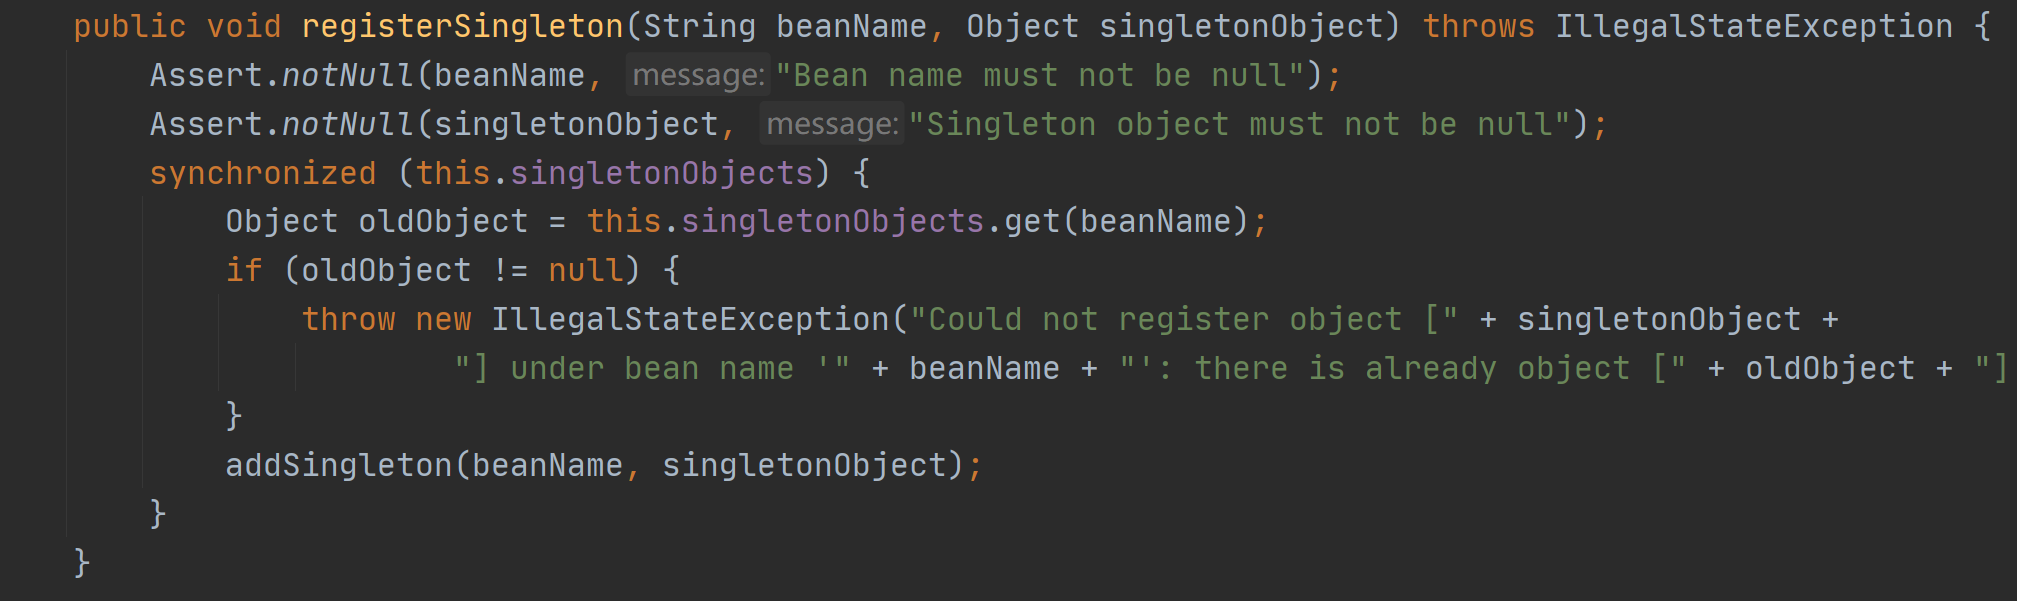 public void registerSingleton(String beanName, Object singletonObject) throws IllegalStateException {
Assert.notNull(beanName, message: "Bean name must not be null");
Assert.notNull(singletonObject, message: "Singleton object must not be null");
synchronized (this.singletonObjects) {
Object oldObject = this.singletonObjects.get(beanName);
if (oldObject != null) {
throw new IllegalStateException("Could not register object [" + singletonObject +
"] under bean name '" + beanName + "': there is already object [" + oldObject + "]
}
addSingleton(beanName, singletonObject);
}
}